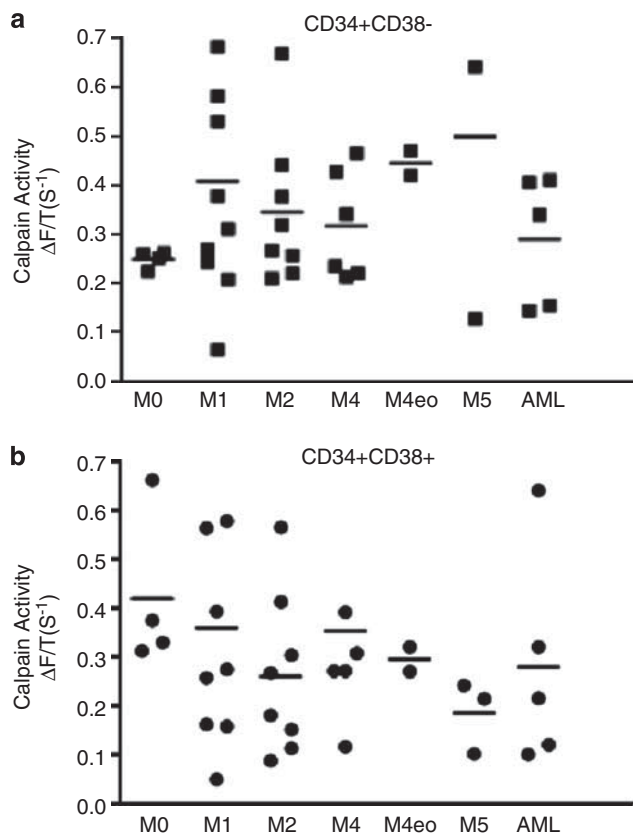 a
CD34+CD38-
Calpain Activity
ΔF/T(S⁻¹)
0.7
0.6
0.5
0.4
0.3
0.2
0.1
0.0
M0 M1 M2 M4 M4eo M5 AML
b
CD34+CD38+
Calpain Activity
ΔF/T(S⁻¹)
0.7
0.6
0.5
0.4
0.3
0.2
0.1
0.0
M0 M1 M2 M4 M4eo M5 AML